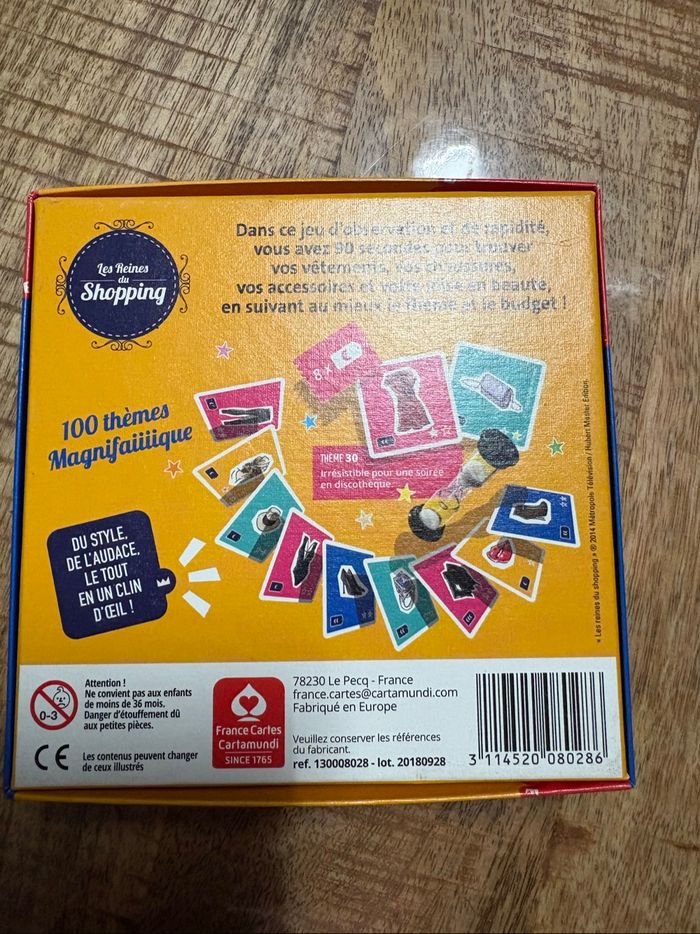 Les Reines
du
Shopping
Dans ce jeu d'observation et de rapidité,
vous avez 90 secondes pour trouver
vos vêtements, vos chaussures,
vos accessoires et votre mise en beauté,
en suivant au mieux le thème et le budget !
100 thèmes
Magnifaiiiique
8 x €
THÈME 30
Irrésistible pour une soirée
en discothèque
DU STYLE,
DE L'AUDACE,
LE TOUT
EN UN CLIN
D'ŒIL !
« Les reines du shopping » ® 2014 Métropole Télévision / Hubert Médien Edition.
0-3
Attention !
Ne convient pas aux enfants
de moins de 36 mois.
Danger d'étouffement dû
aux petites pièces.
CE
Les contenus peuvent changer
de ceux illustrés
France Cartes
Cartamundi
SINCE 1765
78230 Le Pecq - France
france.cartes@cartamundi.com
Fabriqué en Europe
Veuillez conserver les références
du fabricant.
ref. 130008028 - lot. 20180928
3 114520 080286